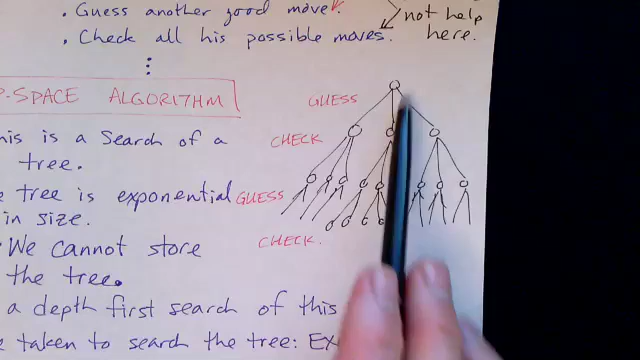 · Guess another good move.
· Check all his possible moves.
not help
here.
P-SPACE ALGORITHM
his is a Search of a
tree.
e tree is exponential
in size.
We cannot store
the tree.
a depth first search of this
e taken to search the tree: Ex
GUESS
CHECK
GUESS
CHECK.